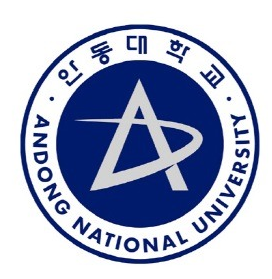 안동대학교
ANDONG NATIONAL UNIVERSITY